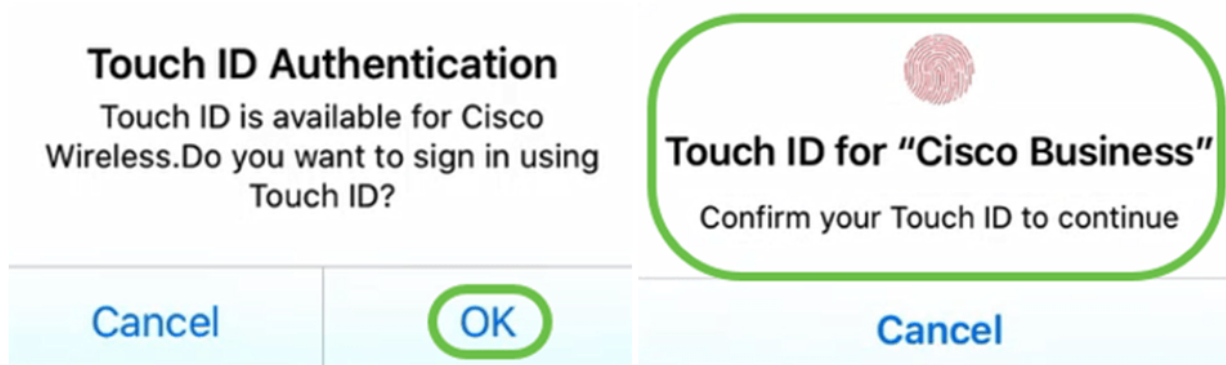 Touch ID Authentication
Touch ID is available for Cisco
Wireless.Do you want to sign in using
Touch ID?
Cancel
OK
Touch ID for “Cisco Business”
Confirm your Touch ID to continue
Cancel